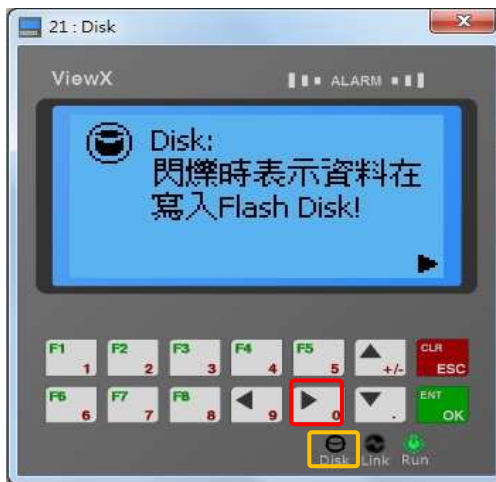 21 : Disk
ViewX
ALARM
Disk:
閃爍時表示資料在
寫入Flash Disk!
F1 1 F2 2 F3 3 F4 4 F5 5 +/- CLR ESC
F6 6 F7 7 F8 8 9 0 . ENT OK
Disk Link Run